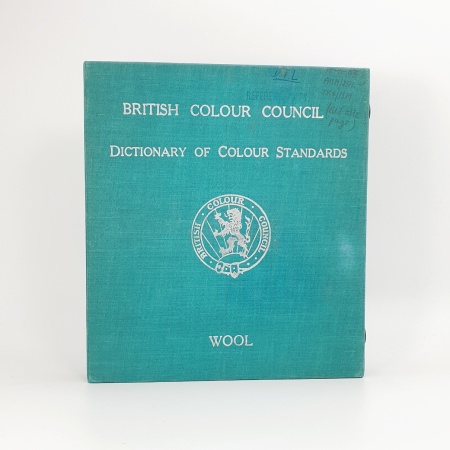 BRITISH COLOUR COUNCIL
DICTIONARY OF COLOUR STANDARDS
BRITISH · COLOUR · COUNCIL
WOOL